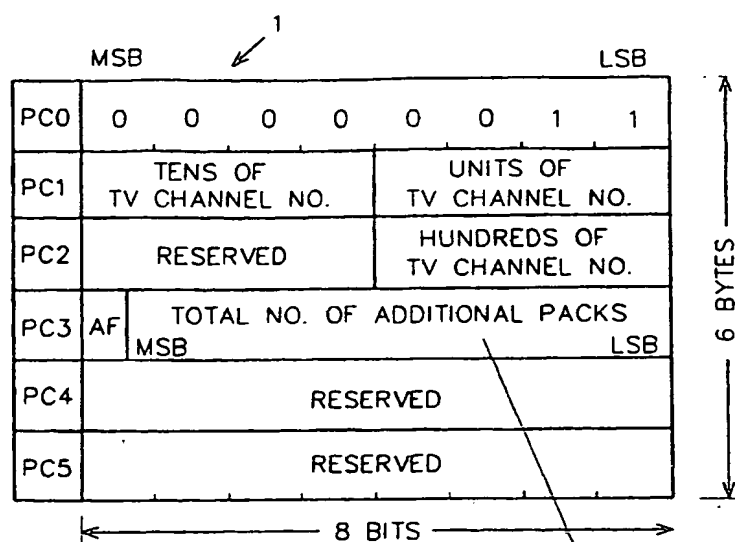 1
MSB LSB
PC0 0 0 0 0 0 0 1 1
PC1 TENS OF TV CHANNEL NO. UNITS OF TV CHANNEL NO.
PC2 RESERVED HUNDREDS OF TV CHANNEL NO.
PC3 AF TOTAL NO. OF ADDITIONAL PACKS
MSB LSB
PC4 RESERVED
PC5 RESERVED
6 BYTES
8 BITS